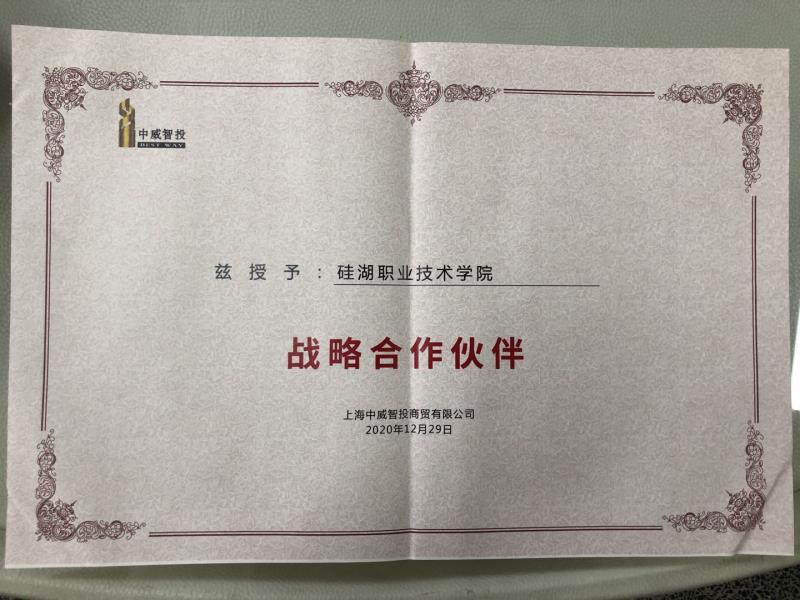 中威智投
BEST WAY
兹授予：硅湖职业技术学院
战略合作伙伴
上海中威智投商贸有限公司
2020年12月29日